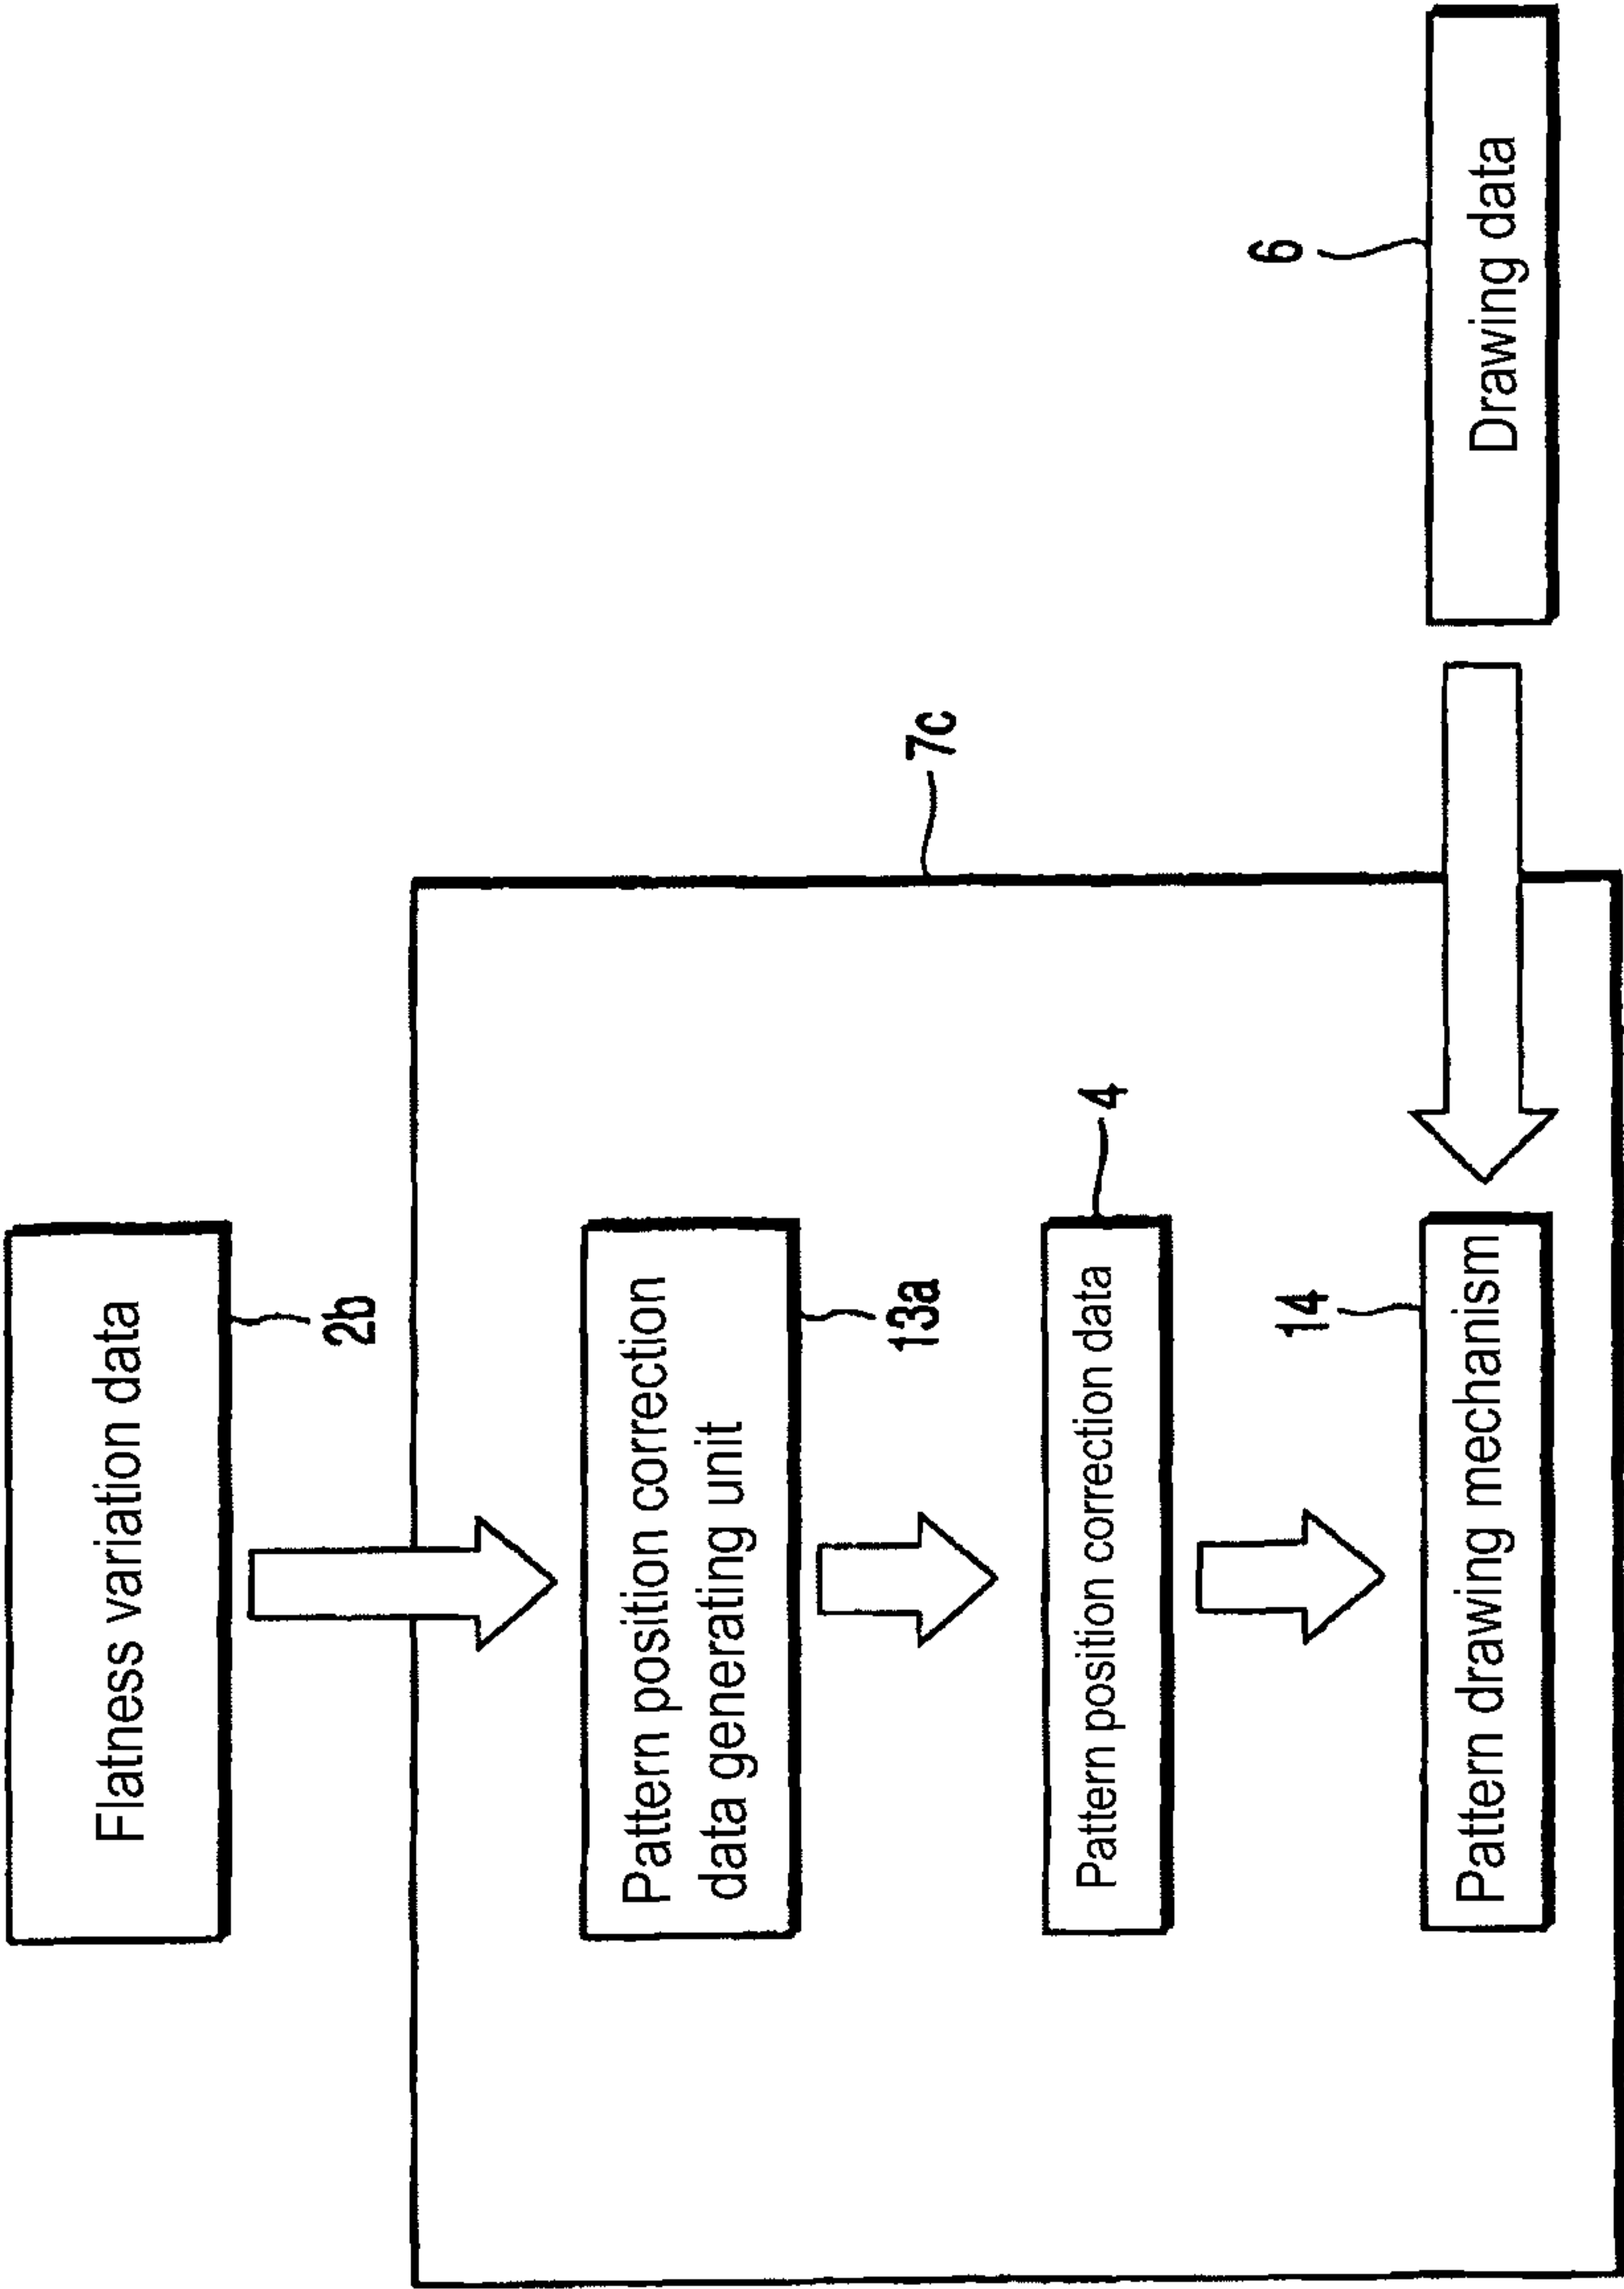 Flatness variation data
2b
7c
Pattern position correction
data generating unit
13a
Pattern position correction data
4
Pattern drawing mechanism
14
Drawing data
6